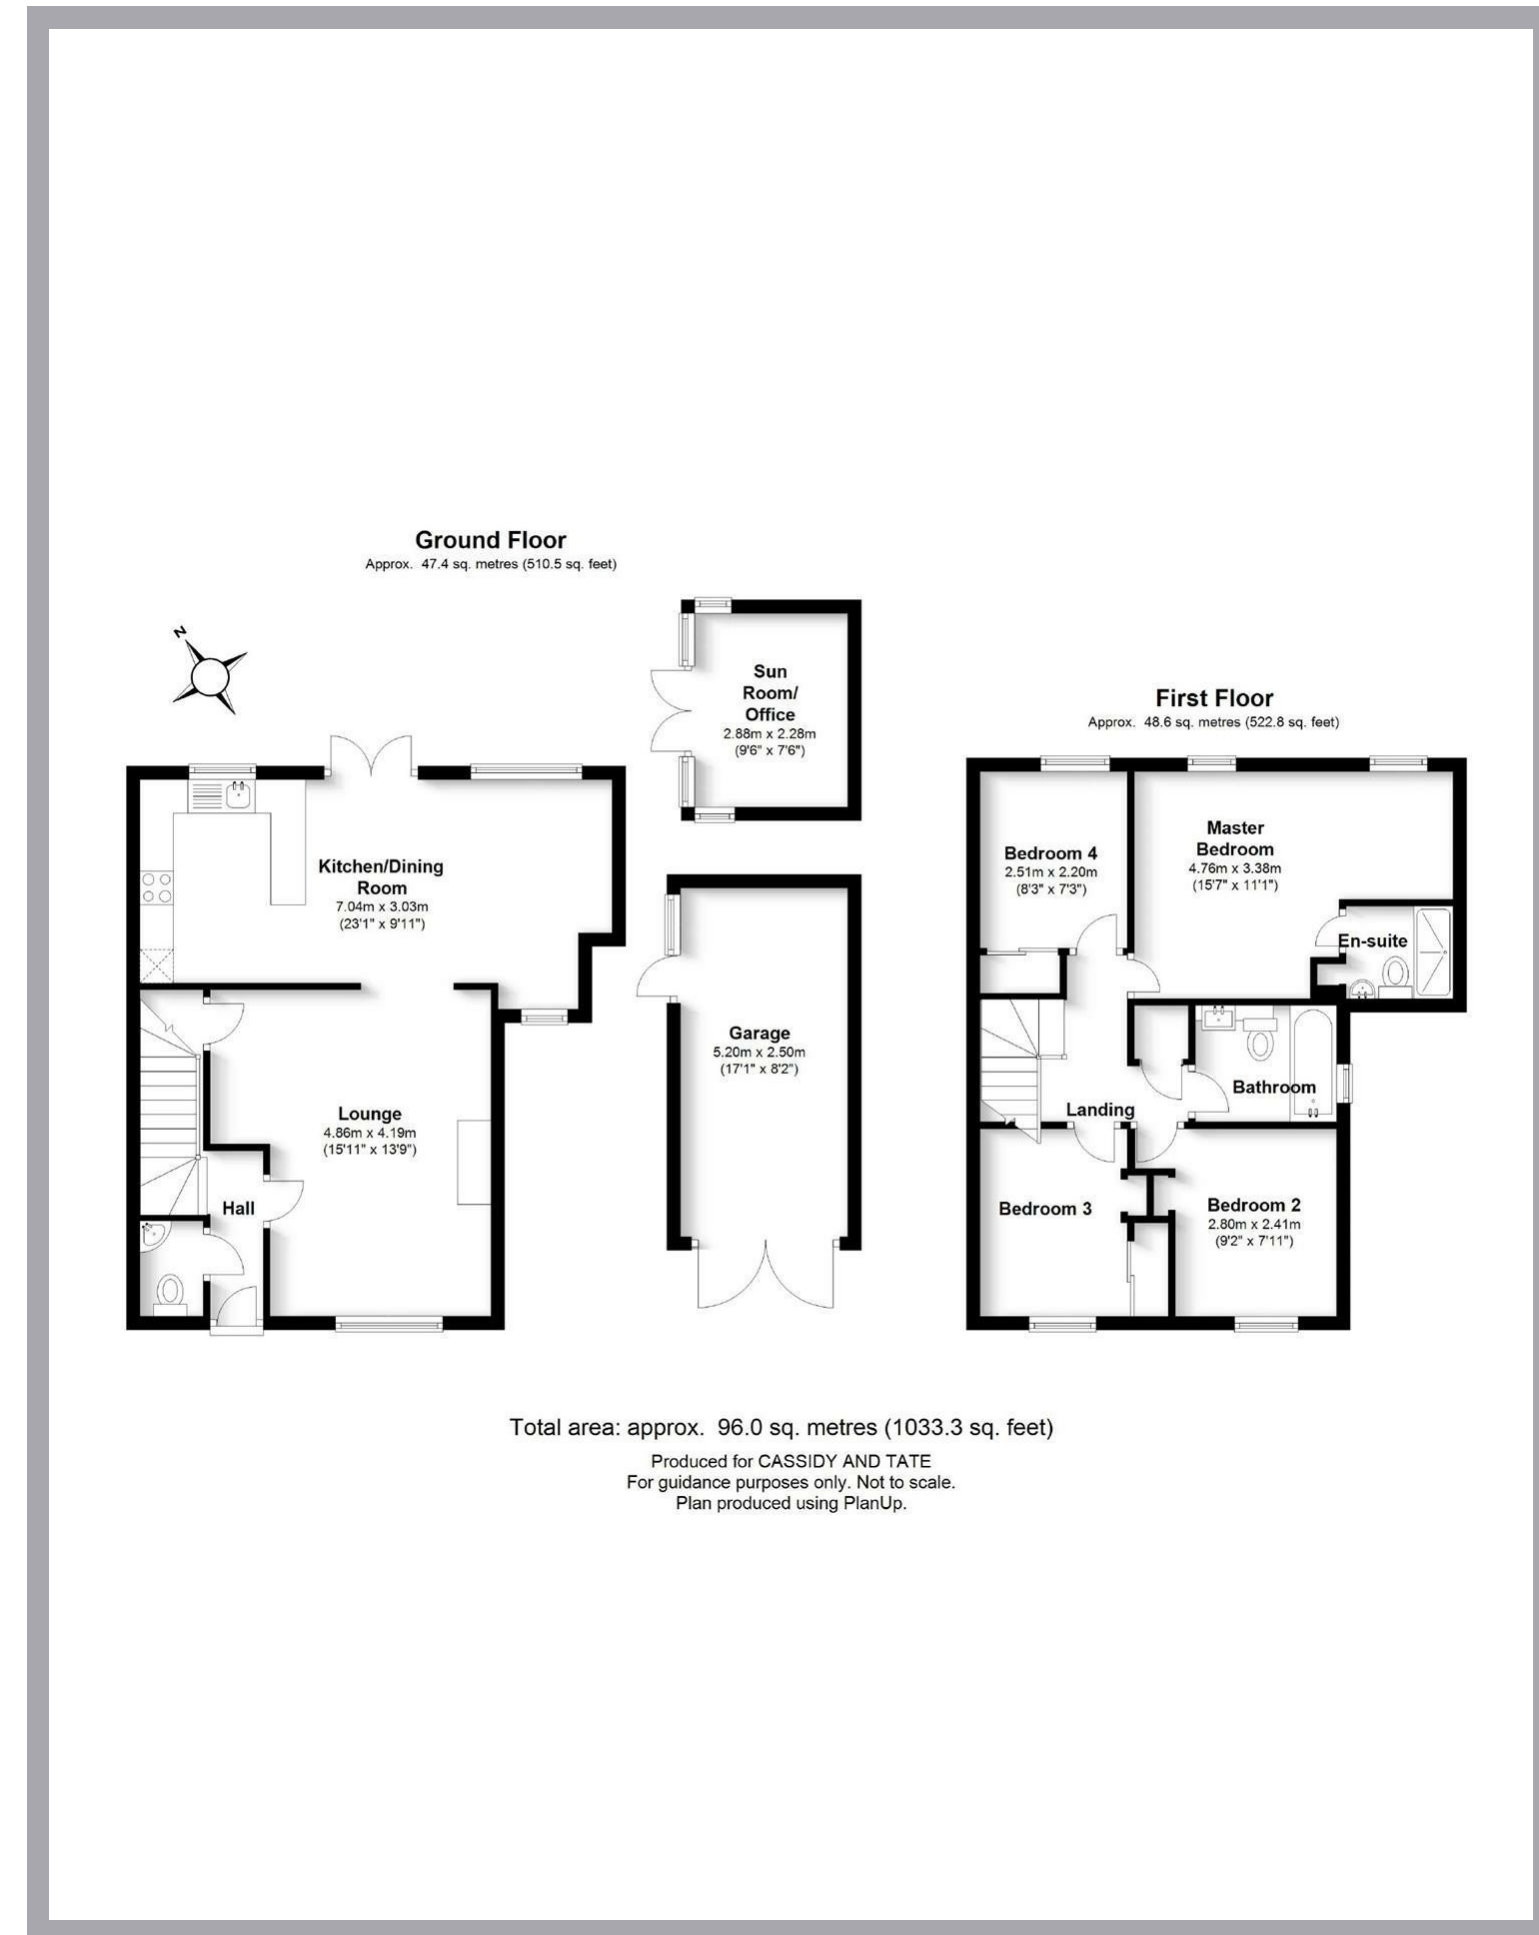 Ground Floor
Approx.  47.4 sq. metres (510.5 sq. feet)
N
Sun
Room/
Office
2.88m x 2.28m
(9'6" x 7'6")
Kitchen/Dining
Room
7.04m x 3.03m
(23'1" x 9'11")
Garage
5.20m x 2.50m
(17'1" x 8'2")
Lounge
4.86m x 4.19m
(15'11" x 13'9")
Hall
First Floor
Approx.  48.6 sq. metres (522.8 sq. feet)
Master
Bedroom
4.76m x 3.38m
(15'7" x 11'1")
Bedroom 4
2.51m x 2.20m
(8'3" x 7'3")
En-suite
Bathroom
Landing
Bedroom 3
Bedroom 2
2.80m x 2.41m
(9'2" x 7'11")
Total area: approx.  96.0 sq. metres (1033.3 sq. feet)
Produced for CASSIDY AND TATE
For guidance purposes only. Not to scale.
Plan produced using PlanUp.